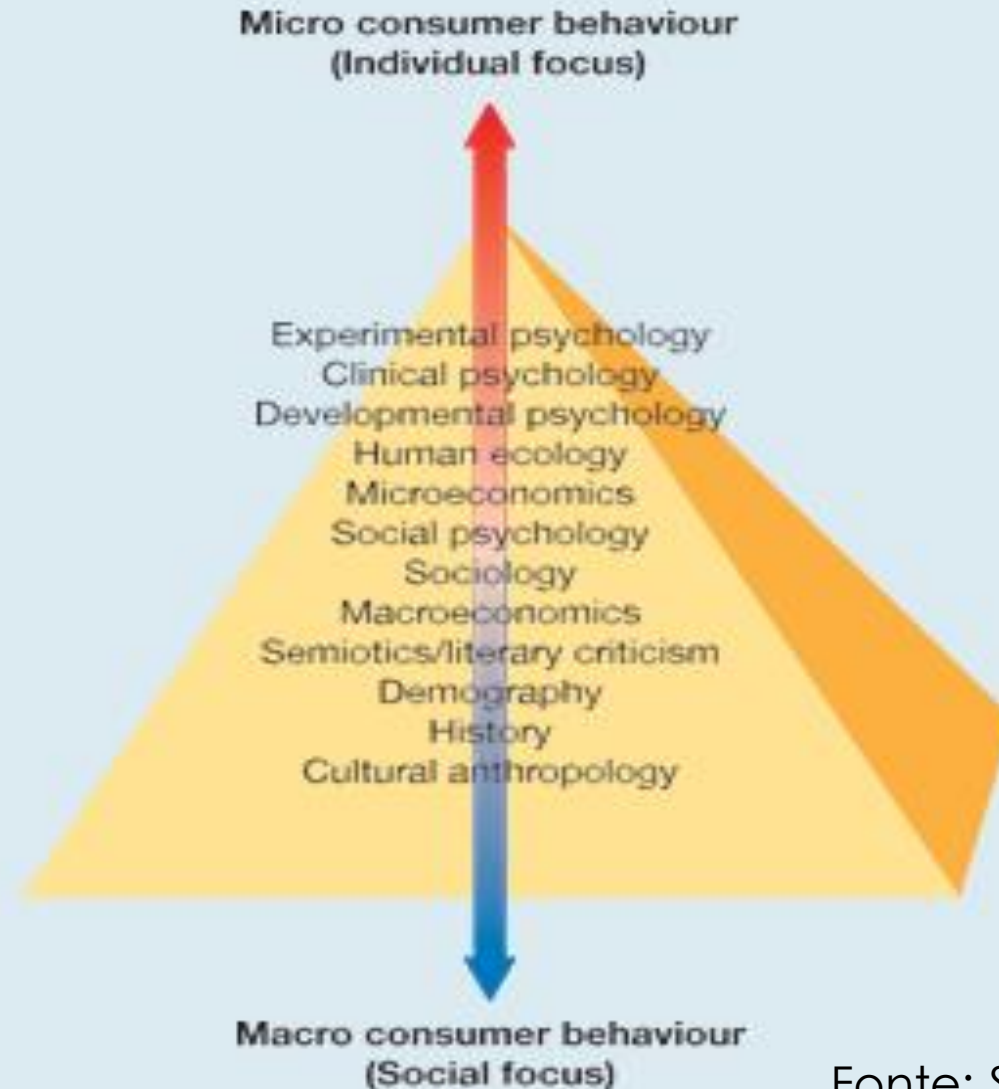 Micro consumer behaviour
(Individual focus)
Experimental psychology
Clinical psychology
Developmental psychology
Human ecology
Microeconomics
Social psychology
Sociology
Macroeconomics
Semiotics/literary criticism
Demography
History
Cultural anthropology
Macro consumer behaviour
(Social focus)
Fonte: